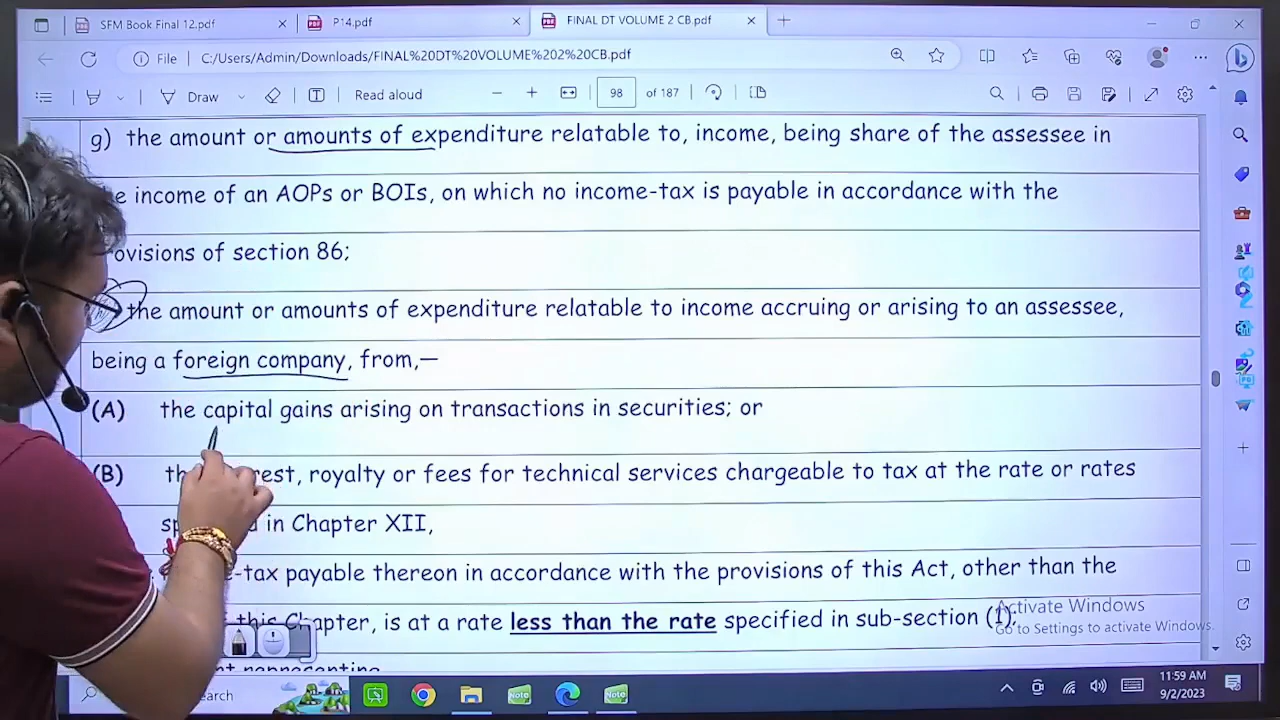 SFM Book Final 12.pdf
P14.pdf
FINAL DT VOLUME 2 CB.pdf
File
C:/Users/Admin/Downloads/FINAL%20DT%20VOLUME%202%20CB.pdf
Draw
Read aloud
98
of 187
g) the amount or amounts of expenditure relatable to, income, being share of the assessee in
income of an AOPs or BOIs, on which no income-tax is payable in accordance with the
of section 86;
the amount or amounts of expenditure relatable to income accruing or arising to an assessee,
being a foreign company, from,—
(A) the capital gains arising on transactions in securities; or
(B) royalty or fees for technical services chargeable to tax at the rate or rates
in Chapter XII,
-tax payable thereon in accordance with the provisions of this Act, other than the
this Chapter, is at a rate less than the rate specified in sub-section (1);
Activate Windows
Go to Settings to activate Windows.
Note
Note
11:59 AM
9/2/2023